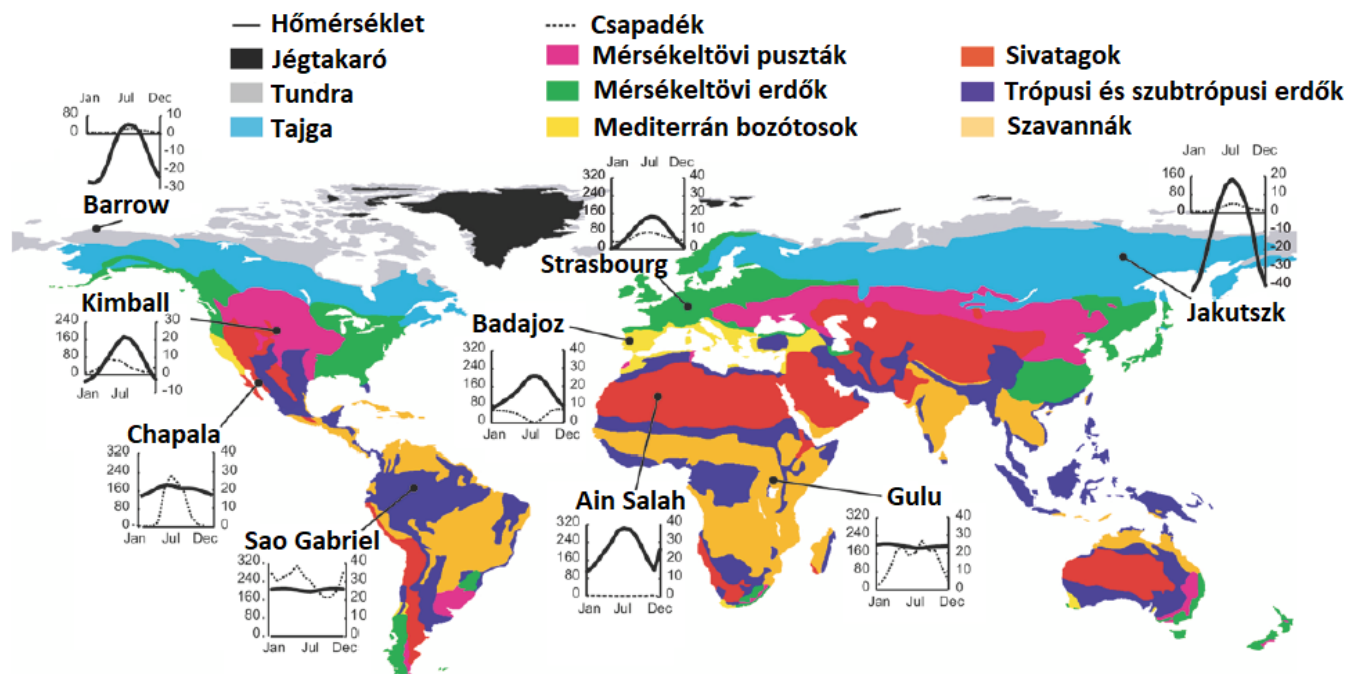 Hőmérséklet
Csapadék
Jégtakaró
Mérsékeltövi puszták
Sivatagok
Tundra
Mérsékeltövi erdők
Trópusi és szubtrópusi erdők
Tajga
Mediterrán bozótosok
Szavannák
Jan Jul Dec
80 10
0 0
-10
-20
-30
Barrow
Jan Jul Dec
320 40
240 30
160 20
80 10
0 0
Strasbourg
Jan Jul Dec
160 20
80 10
0 0
-10
-20
-30
-40
Jakutszk
Kimball
240 30
160 20
80 10
0 0
-10
Jan Jul
Badajoz
320 40
240 30
160 20
80 10
0 0
Jan Jul Dec
Chapala
320 40
240 30
160 20
80 10
0 0
Jan Jul Dec
Sao Gabriel
320 40
240 30
160 20
80 10
0 0
Jan Jul Dec
Ain Salah
320 40
240 30
160 20
80 10
0 0
Jan Jul Dec
Gulu
320 40
240 30
160 20
80 10
0 0
Jan Jul Dec